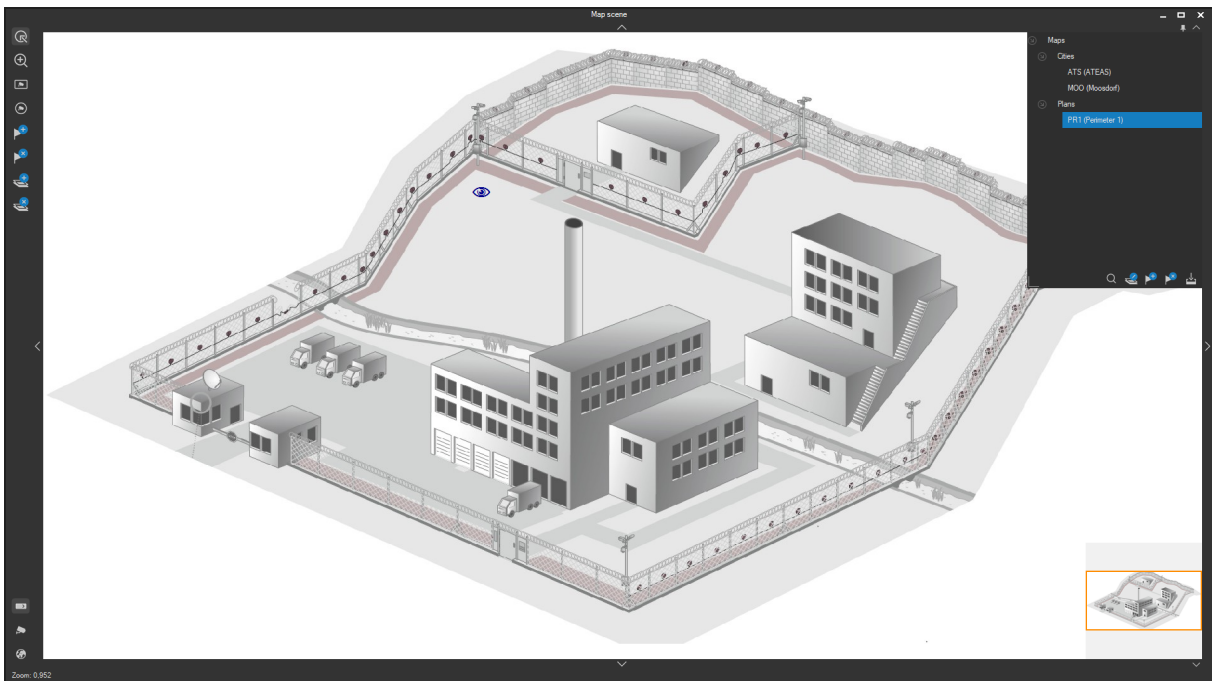 Map scene
Maps
Cities
ATS (ATEAS)
MOO (Moosdorf)
Plans
PR1 (Perimeter 1)
Zoom: 0,952